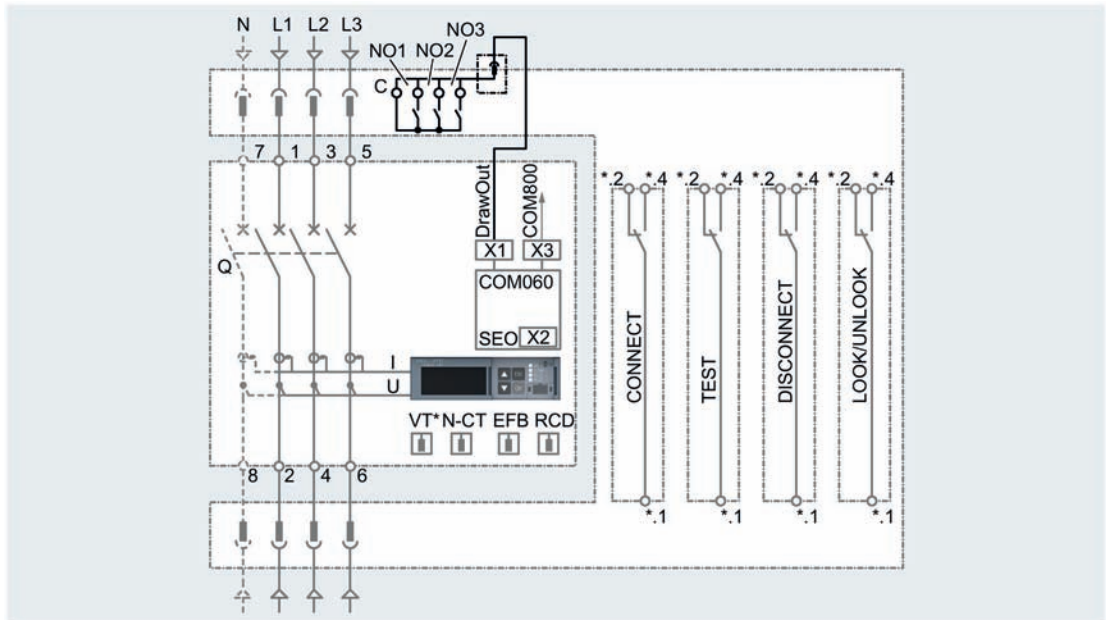 N L1 L2 L3
NO1 NO2 NO3
C
7 1 3 5
*.2 *.4 *.2 *.4 *.2 *.4 *.2 *.4
DrawOut COM800
Q
X1 X3
COM060
SEO X2
CONNECT
TEST
DISCONNECT
LOOK/UNLOOK
I
U
VT* N-CT EFB RCD
8 2 4 6
*.1 *.1 *.1 *.1